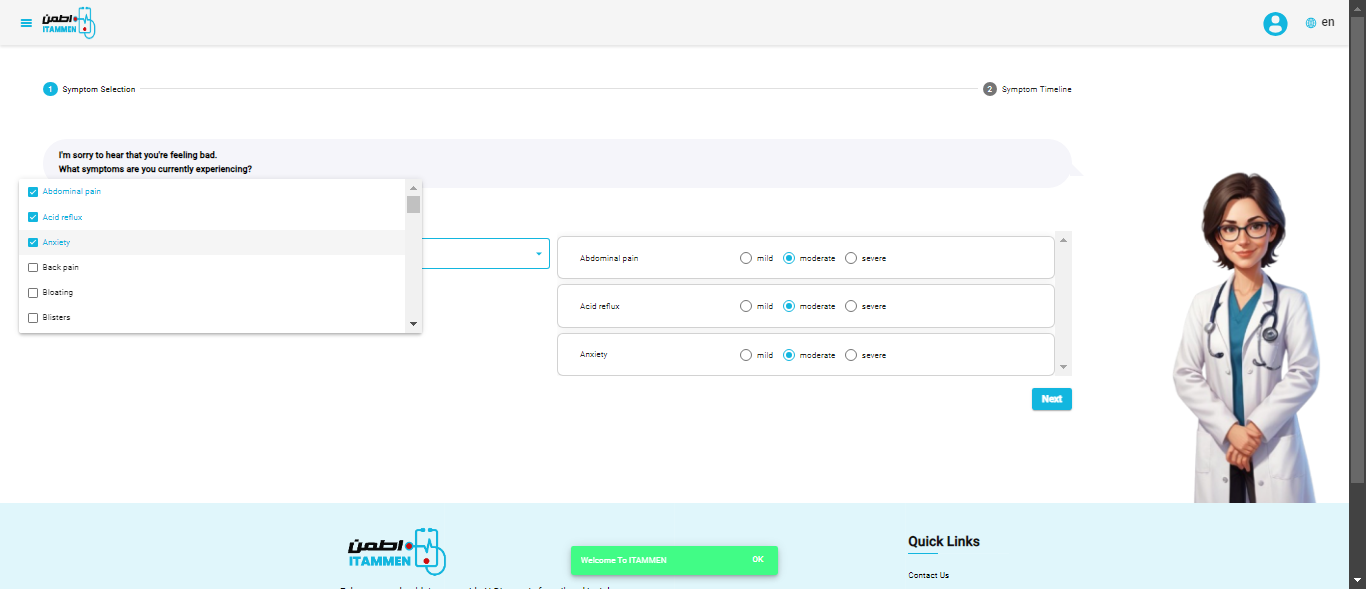 اطمن
ITAMMEN
en
1 Symptom Selection
2 Symptom Timeline
I'm sorry to hear that you're feeling bad.
What symptoms are you currently experiencing?
Abdominal pain
Acid reflux
Anxiety
Back pain
Bloating
Blisters
Abdominal pain mild moderate severe
Acid reflux mild moderate severe
Anxiety mild moderate severe
Next
اطمن
ITAMMEN
Welcome To ITAMMEN OK
Quick Links
Contact Us